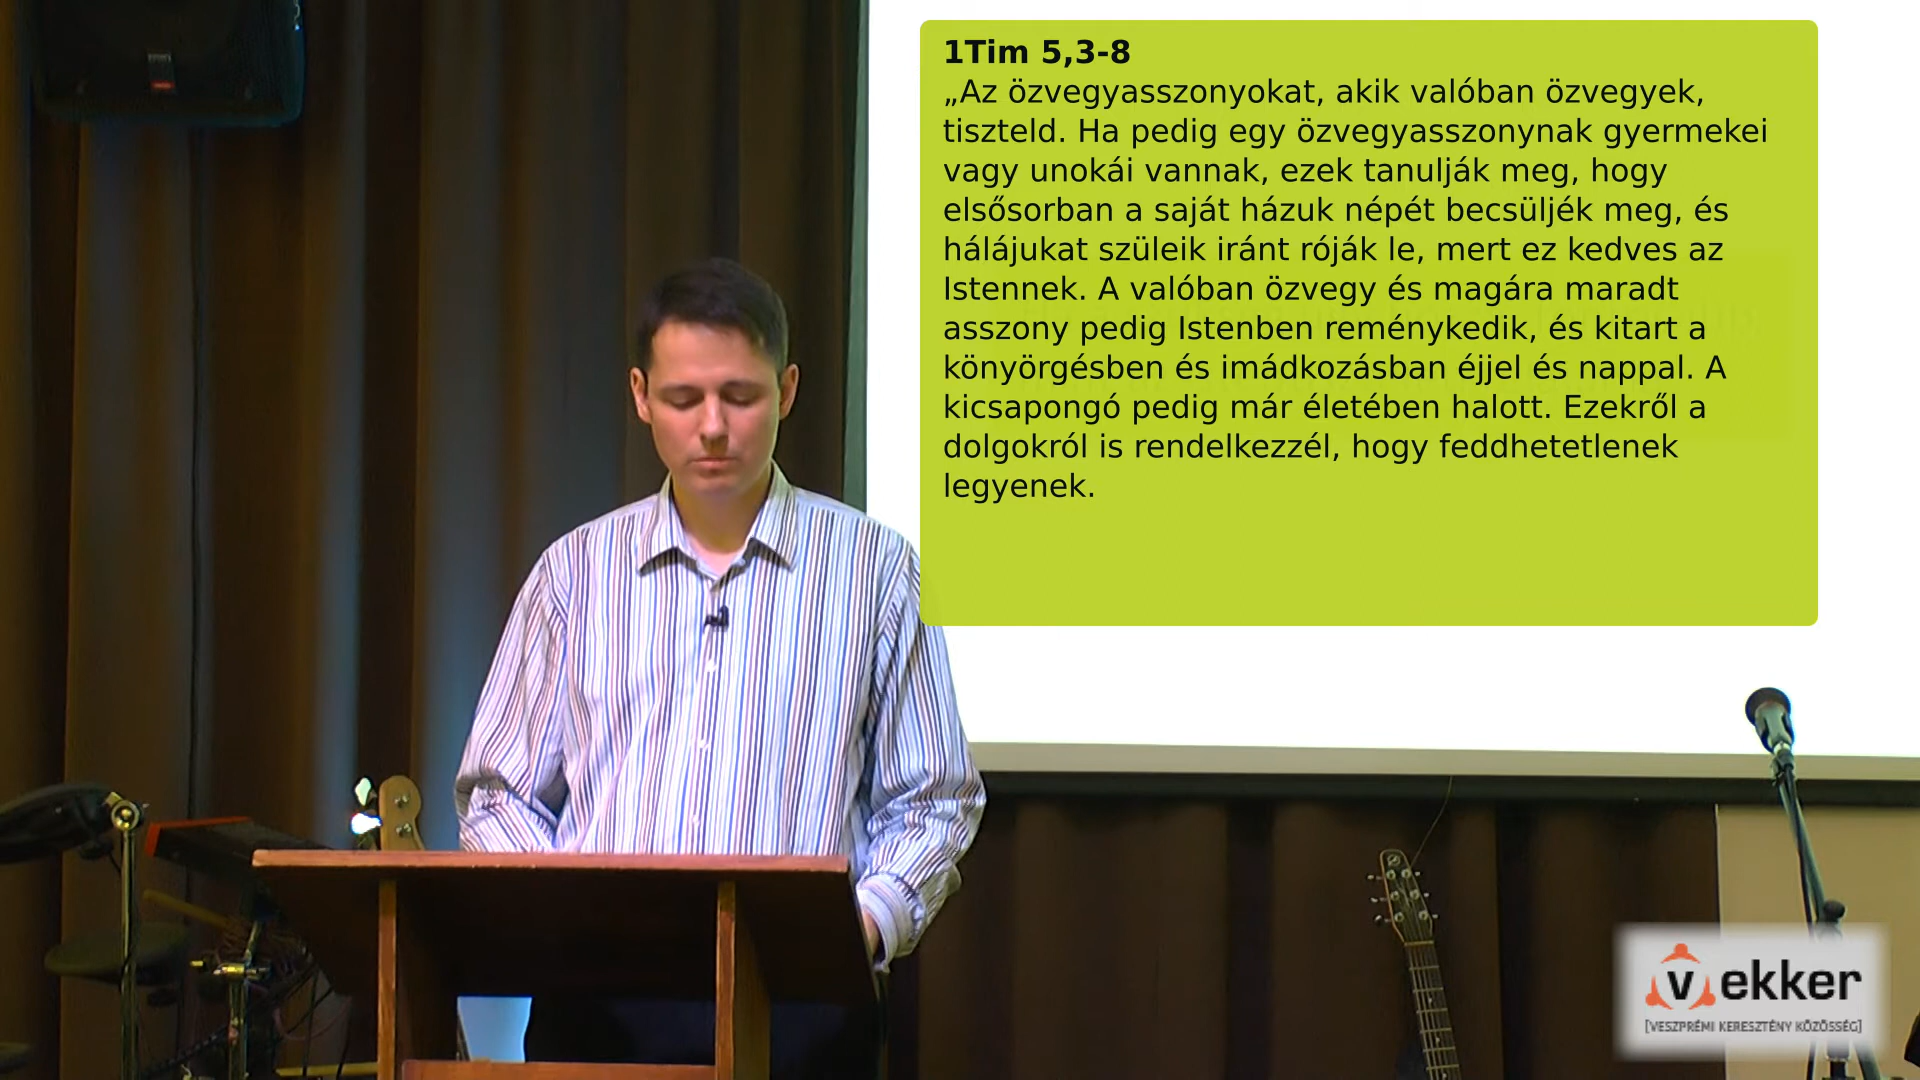 1Tim 5,3-8
„Az özvegyasszonyokat, akik valóban özvegyek,
tiszteld. Ha pedig egy özvegyasszonynak gyermekei
vagy unokái vannak, ezek tanulják meg, hogy
elsősorban a saját házuk népét becsüljék meg, és
hálájukat szüleik iránt róják le, mert ez kedves az
Istennek. A valóban özvegy és magára maradt
asszony pedig Istenben reménykedik, és kitart a
könyörgésben és imádkozásban éjjel és nappal. A
kicsapongó pedig már életében halott. Ezekről a
dolgokról is rendelkezzél, hogy feddhetetlenek
legyenek.
vekker
[VESZPRÉMI KERESZTÉNY KÖZÖSSÉG]